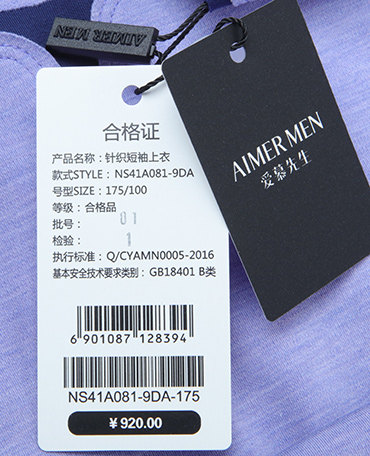 AIMER MEN
AIMER MEN
爱慕先生
合格证
产品名称：针织短袖上衣
款式STYLE：NS41A081-9DA
号型SIZE：175/100
等级：合格品
批号：01
检验：1
执行标准：Q/CYAMN0005-2016
基本安全技术要求类别：GB18401 B类
6 901087 128394
NS41A081-9DA-175
￥920.00